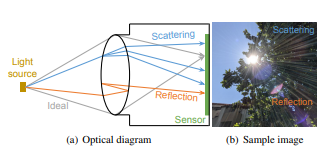 Scattering
Scattering
Light
source
Ideal
Reflection
Reflection
Sensor
(a) Optical diagram
(b) Sample image